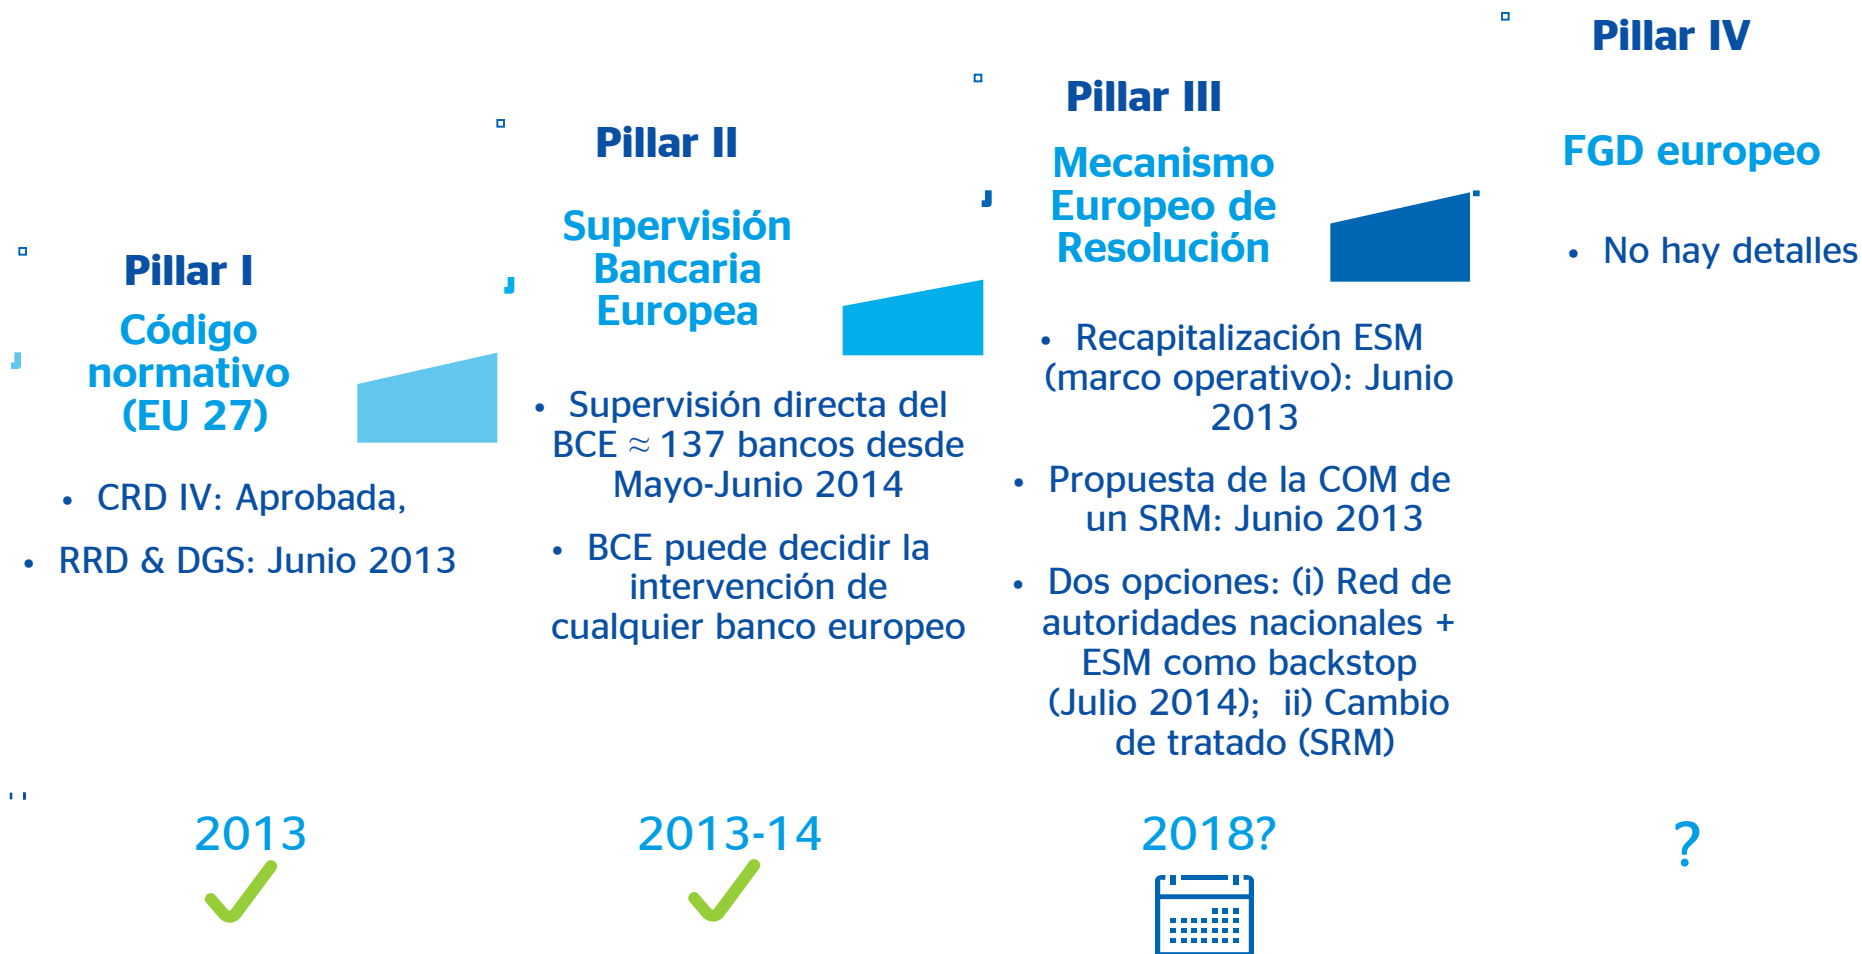 Pillar I
Código
normativo
(EU 27)
• CRD IV: Aprobada,
• RRD & DGS: Junio 2013
2013
Pillar II
Supervisión
Bancaria
Europea
• Supervisión directa del
BCE ≈ 137 bancos desde
Mayo-Junio 2014
• BCE puede decidir la
intervención de
cualquier banco europeo
2013-14
Pillar III
Mecanismo
Europeo de
Resolución
• Recapitalización ESM
(marco operativo): Junio
2013
• Propuesta de la COM de
un SRM: Junio 2013
• Dos opciones: (i) Red de
autoridades nacionales +
ESM como backstop
(Julio 2014); ii) Cambio
de tratado (SRM)
2018?
Pillar IV
FGD europeo
• No hay detalles
?